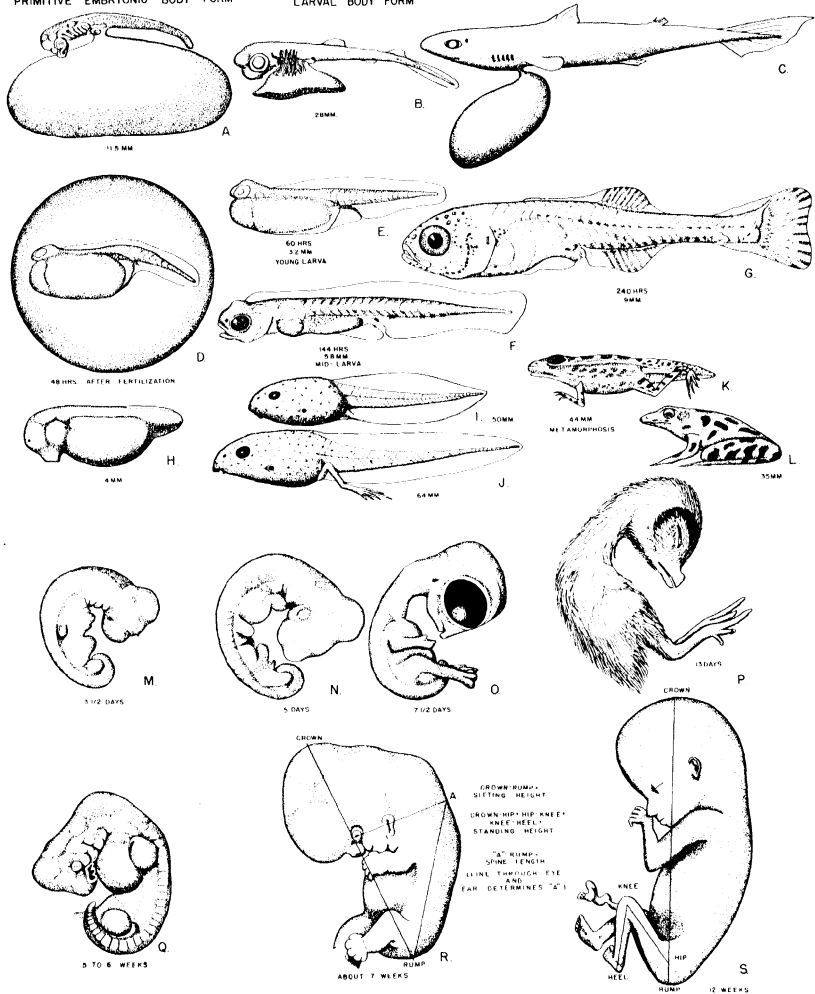 PRIMITIVE EMBRYONIC BODY FORM
LARVAL BODY FORM
A
11.5 MM
B.
28MM.
C.
D
48 HRS. AFTER FERTILIZATION
E.
60 HRS
3.2 MM
YOUNG LARVA
F
144 HRS
5.8 MM
MID-LARVA
G.
240 HRS
9MM
H.
4 MM
I.
50MM
J.
64MM
K.
44 MM
METAMORPHOSIS
L.
35MM
M.
3 1/2 DAYS
N.
5 DAYS
O.
7 1/2 DAYS
P
13 DAYS
Q.
5 TO 6 WEEKS
CROWN
A
RUMP
R.
ABOUT 7 WEEKS
CROWN-RUMP=
SITTING HEIGHT
CROWN-HIP+HIP-KNEE+
KNEE-HEEL=
STANDING HEIGHT
"A" RUMP=
SPINE LENGTH
(LINE THROUGH EYE
AND
EAR DETERMINES "A")
CROWN
KNEE
HEEL
HIP
RUMP
S.
12 WEEKS